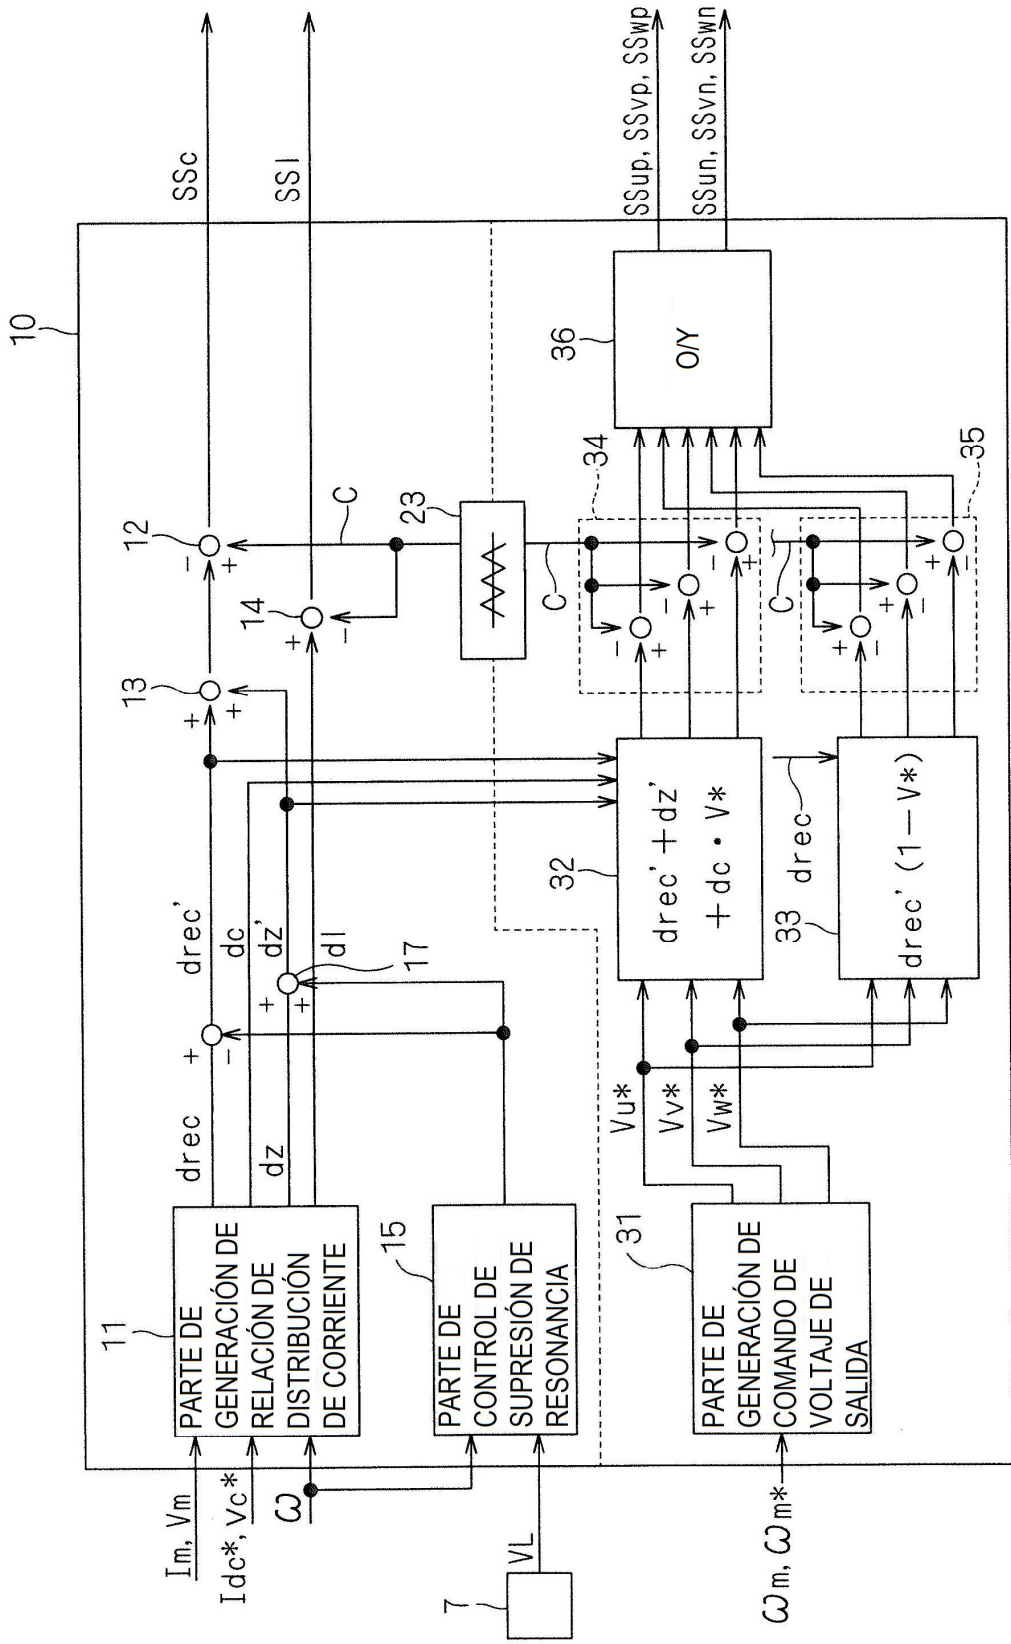 10
SSc
SSl
SSup, SSvp, SSwp
SSun, SSvn, SSwn
11
PARTE DE
GENERACIÓN DE
RELACIÓN DE
DISTRIBUCIÓN
DE CORRIENTE
Im, Vm
Idc*, Vc*
ω
drec
+
−
drec'
dc
dz
+
+
dz'
dl
17
13
+
+
12
−
+
14
+
−
C
23
15
PARTE DE
CONTROL DE
SUPRESIÓN DE
RESONANCIA
7
VL
31
PARTE DE
GENERACIÓN DE
COMANDO DE
VOLTAJE DE
SALIDA
ωm, ωm*
Vu*
Vv*
Vw*
32
drec'+dz'
+dc・V*
drec
33
drec' (1−V*)
C
34
−
+
−
+
−
+
C
35
+
−
+
−
+
−
36
O/Y